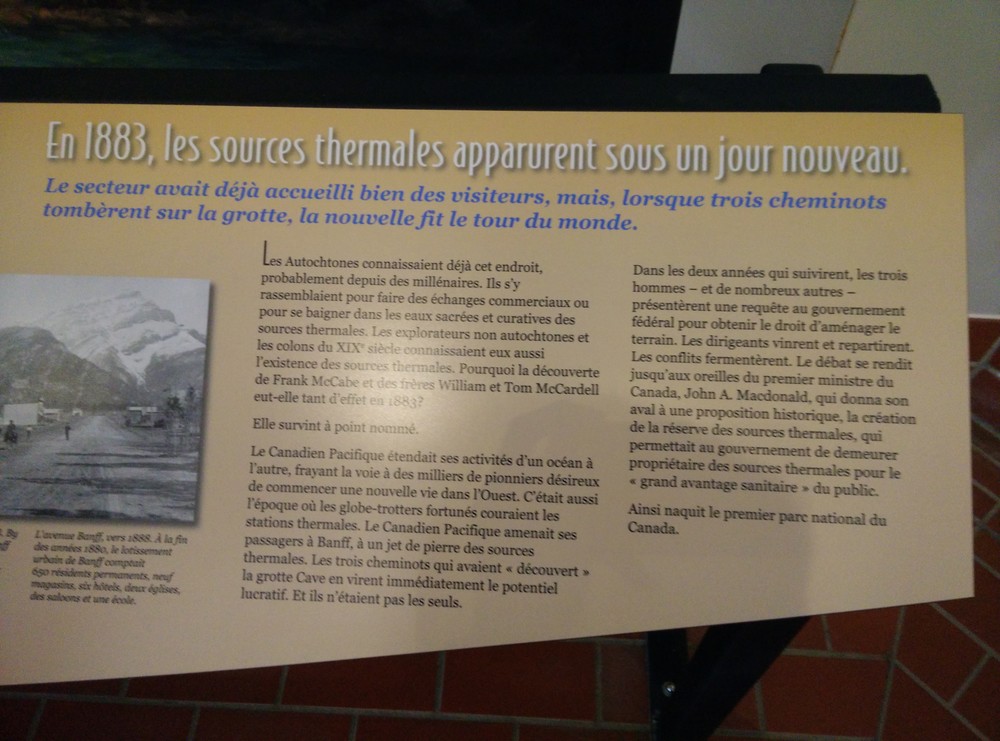 En 1883, les sources thermales apparurent sous un jour nouveau.
Le secteur avait déjà accueilli bien des visiteurs, mais, lorsque trois cheminots
tombèrent sur la grotte, la nouvelle fit le tour du monde.
Les Autochtones connaissaient déjà cet endroit,
probablement depuis des millénaires. Ils s'y
rassemblaient pour faire des échanges commerciaux ou
pour se baigner dans les eaux sacrées et curatives des
sources thermales. Les explorateurs non autochtones et
les colons du XIXe siècle connaissaient eux aussi
l'existence des sources thermales. Pourquoi la découverte
de Frank McCabe et des frères William et Tom McCardell
eut-elle tant d'effet en 1883?
Elle survint à point nommé.
Le Canadien Pacifique étendait ses activités d'un océan à
l'autre, frayant la voie à des milliers de pionniers désireux
de commencer une nouvelle vie dans l'Ouest. C'était aussi
l'époque où les globe-trotters fortunés couraient les
stations thermales. Le Canadien Pacifique amenait ses
passagers à Banff, à un jet de pierre des sources
thermales. Les trois cheminots qui avaient « découvert »
la grotte Cave en virent immédiatement le potentiel
lucratif. Et ils n'étaient pas les seuls.
Dans les deux années qui suivirent, les trois
hommes – et de nombreux autres –
présentèrent une requête au gouvernement
fédéral pour obtenir le droit d'aménager le
terrain. Les dirigeants vinrent et repartirent.
Les conflits fermentèrent. Le débat se rendit
jusqu'aux oreilles du premier ministre du
Canada, John A. Macdonald, qui donna son
aval à une proposition historique, la création
de la réserve des sources thermales, qui
permettait au gouvernement de demeurer
propriétaire des sources thermales pour le
« grand avantage sanitaire » du public.
Ainsi naquit le premier parc national du
Canada.
By
L'avenue Banff, vers 1888. À la fin
des années 1880, le lotissement
urbain de Banff comptait
650 résidents permanents, neuf
magasins, six hôtels, deux églises,
des saloons et une école.